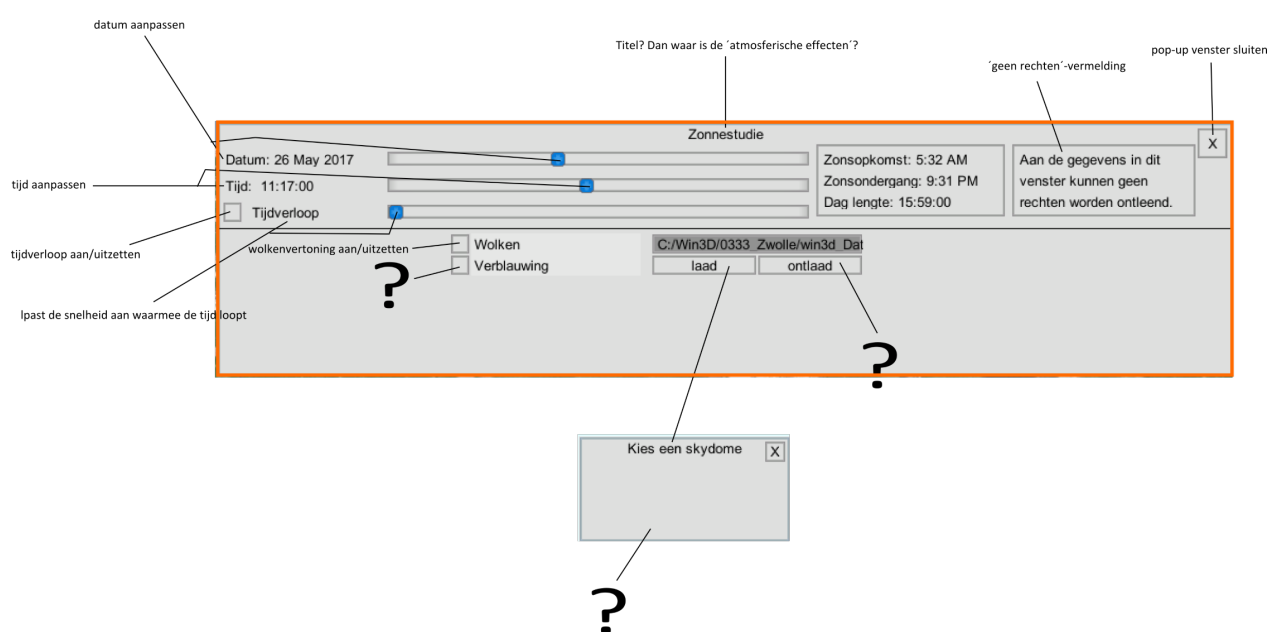 datum aanpassen
Titel? Dan waar is de ´atmosferische effecten´?
pop-up venster sluiten
´geen rechten´-vermelding
Zonnestudie
X
Datum: 26 May 2017
Zonsopkomst: 5:32 AM
Aan de gegevens in dit
tijd aanpassen
Tijd: 11:17:00
Zonsondergang: 9:31 PM
venster kunnen geen
Tijdverloop
Dag lengte: 15:59:00
rechten worden ontleend.
tijdverloop aan/uitzetten
wolkenvertoning aan/uitzetten
Wolken
C:/Win3D/0333_Zwolle/win3d_Dat
?
Verblauwing
laad
ontlaad
lpast de snelheid aan waarmee de tijd loopt
?
Kies een skydome
X
?